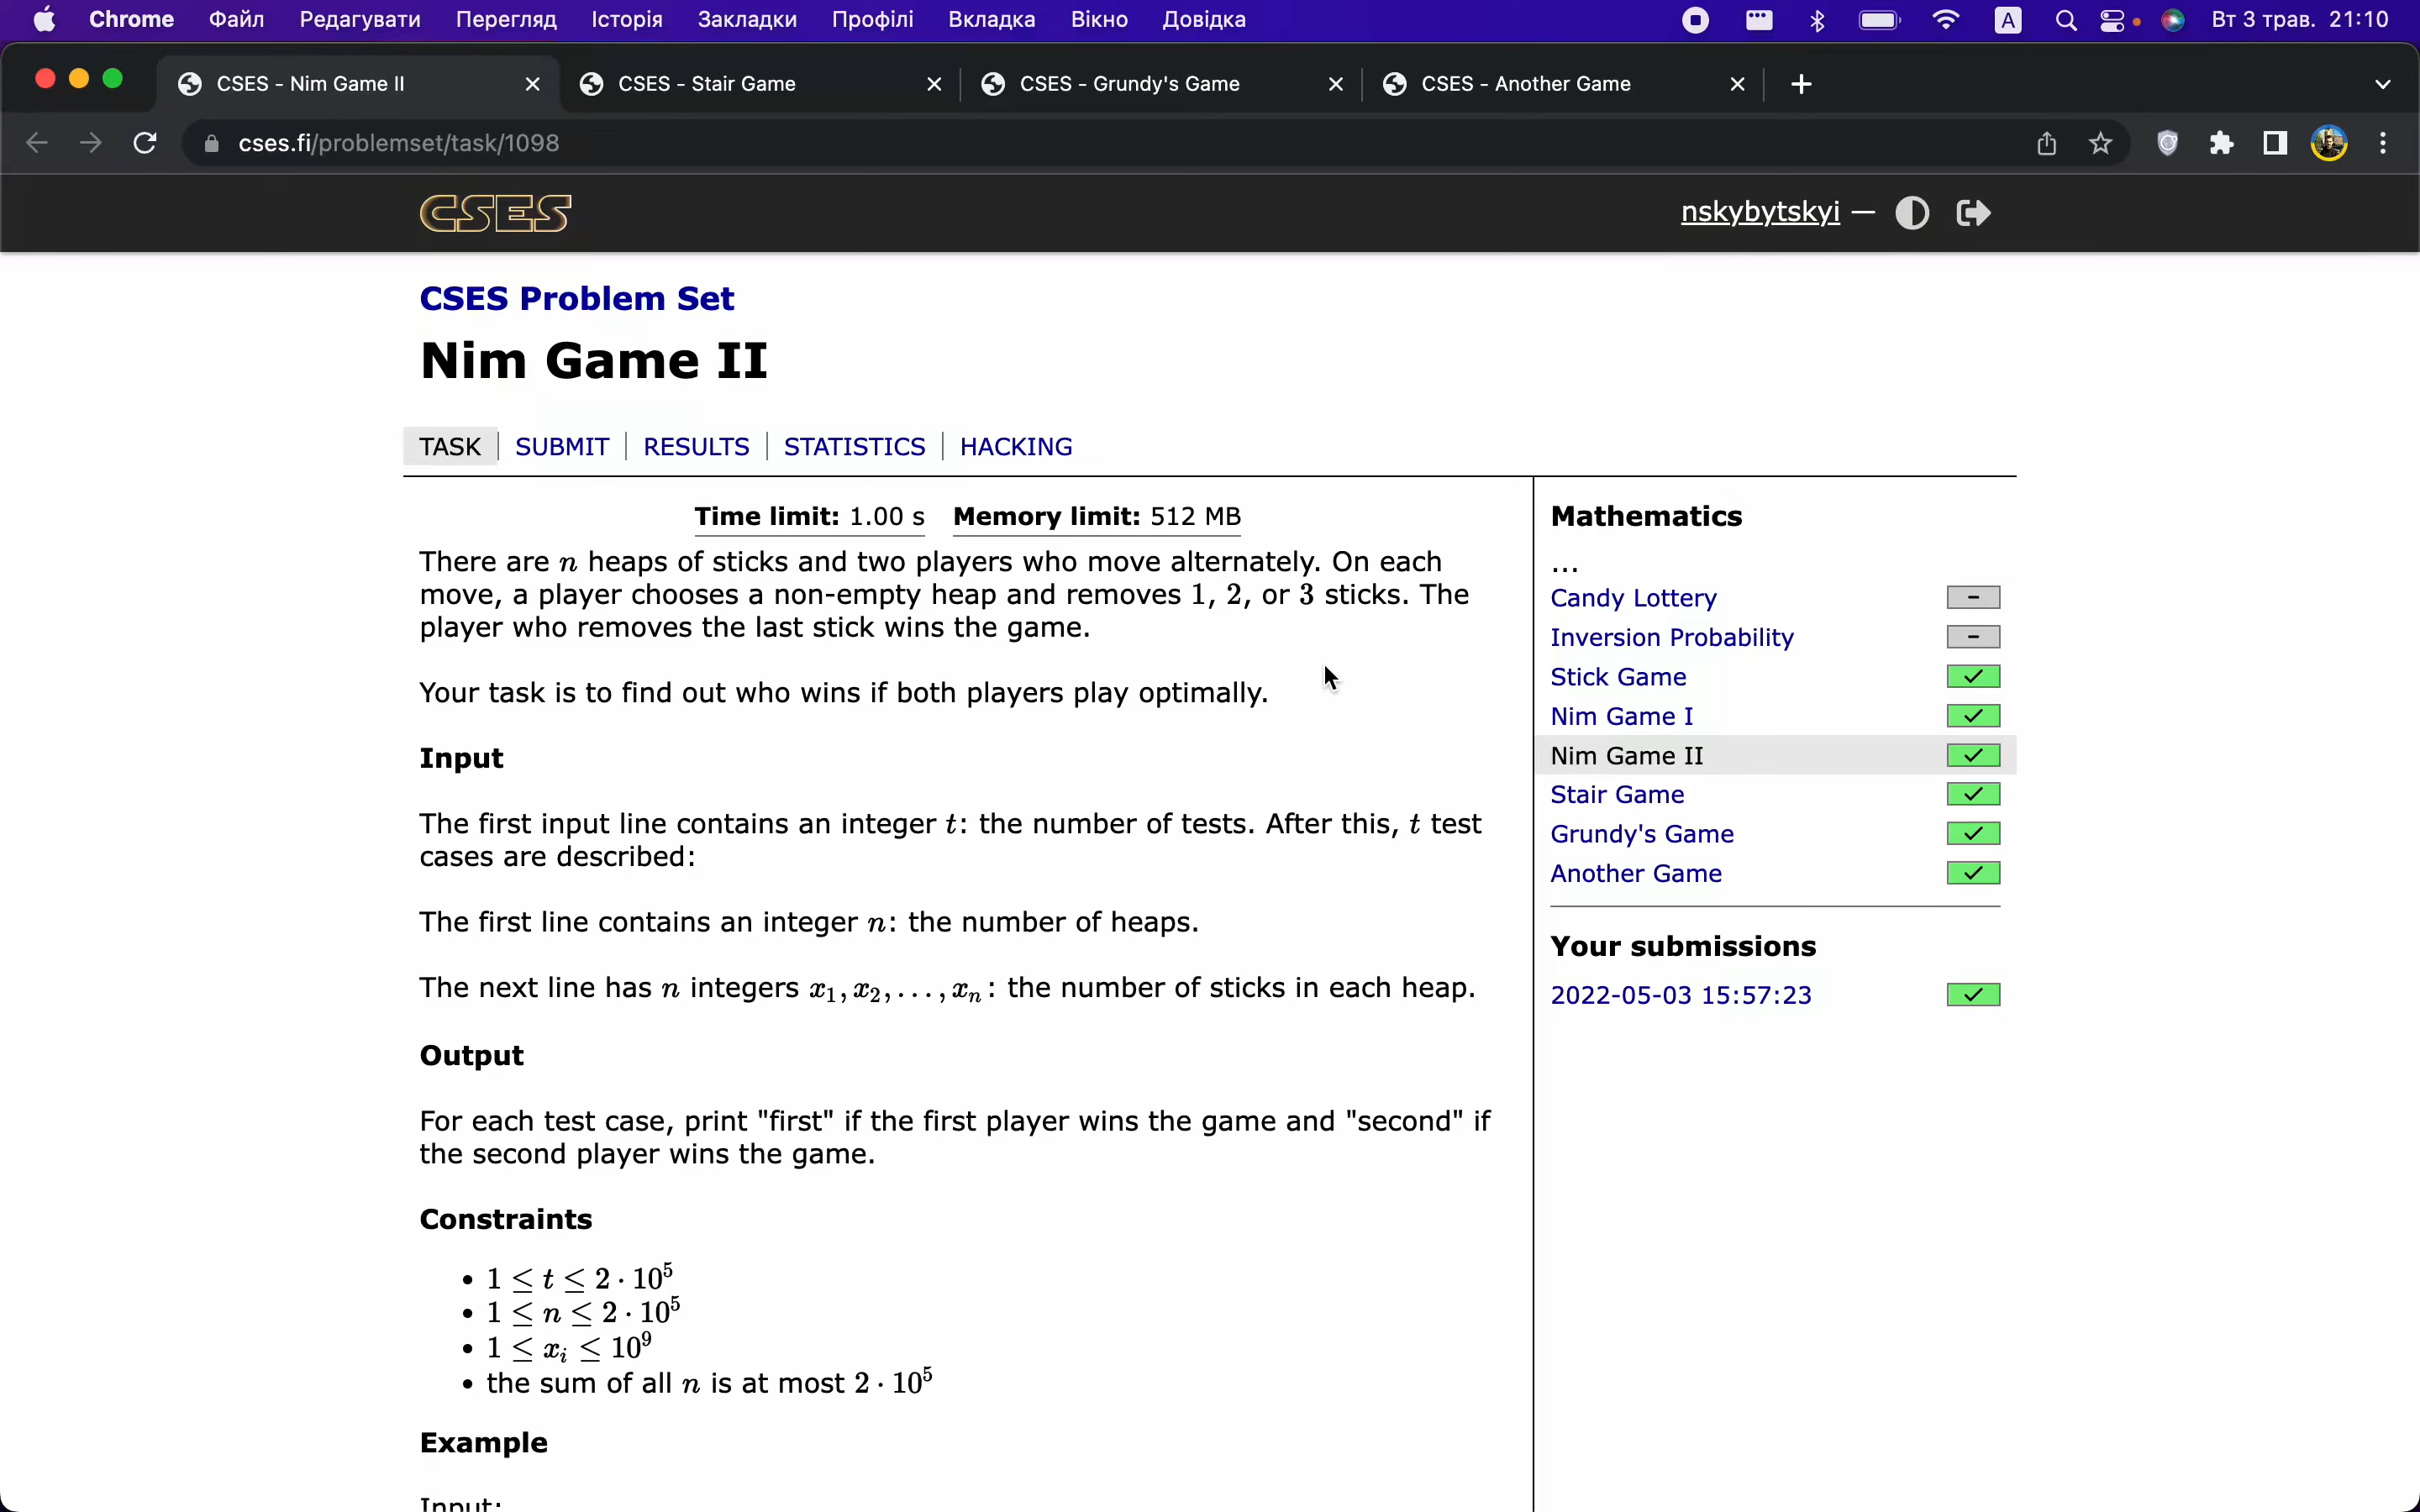 Chrome Файл Редагувати Перегляд Історія Закладки Профілі Вкладка Вікно Довідка A Вт 3 трав. 21:10
CSES - Nim Game II CSES - Stair Game CSES - Grundy's Game CSES - Another Game
cses.fi/problemset/task/1098
CSES nskybytskyi —
CSES Problem Set
Nim Game II
TASK SUBMIT RESULTS STATISTICS HACKING
Time limit: 1.00 s Memory limit: 512 MB
There are n heaps of sticks and two players who move alternately. On each
move, a player chooses a non-empty heap and removes 1, 2, or 3 sticks. The
player who removes the last stick wins the game.
Your task is to find out who wins if both players play optimally.
Input
The first input line contains an integer t: the number of tests. After this, t test
cases are described:
The first line contains an integer n: the number of heaps.
The next line has n integers x₁, x₂, . . . , xₙ: the number of sticks in each heap.
Output
For each test case, print "first" if the first player wins the game and "second" if
the second player wins the game.
Constraints
• 1 ≤ t ≤ 2 · 10⁵
• 1 ≤ n ≤ 2 · 10⁵
• 1 ≤ xᵢ ≤ 10⁹
• the sum of all n is at most 2 · 10⁵
Example
Input:
Mathematics
...
Candy Lottery –
Inversion Probability –
Stick Game ✓
Nim Game I ✓
Nim Game II ✓
Stair Game ✓
Grundy's Game ✓
Another Game ✓
Your submissions
2022-05-03 15:57:23 ✓